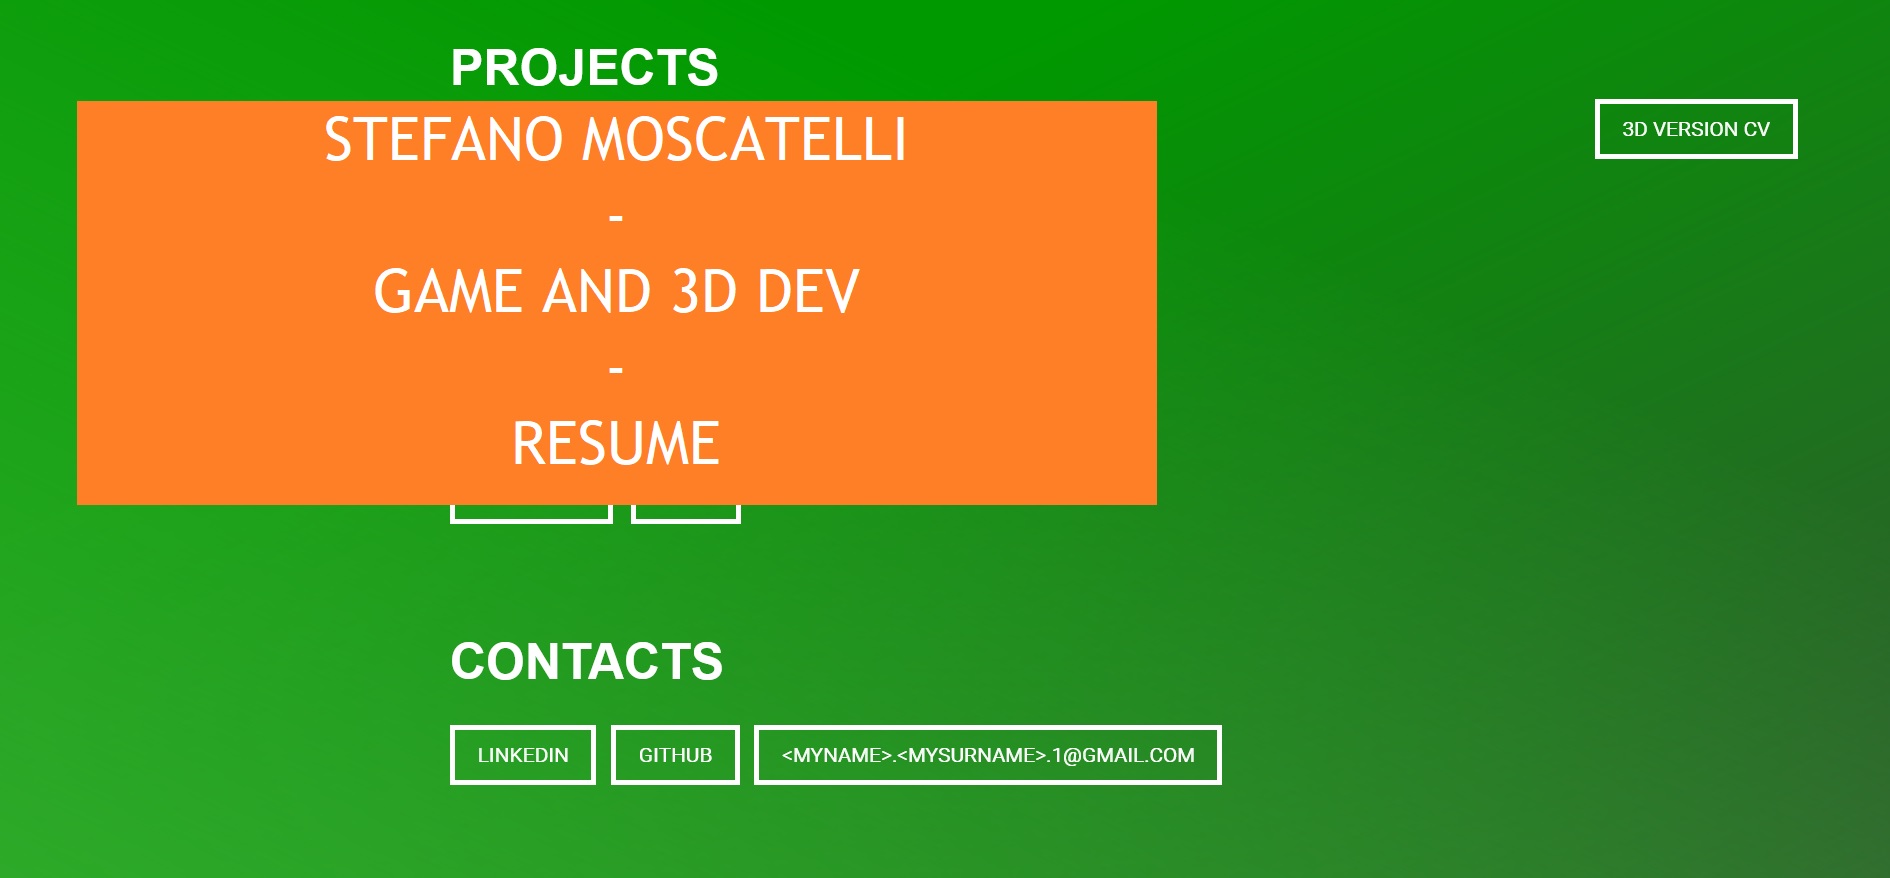 PROJECTS
3D VERSION CV
STEFANO MOSCATELLI
-
GAME AND 3D DEV
-
RESUME
CONTACTS
LINKEDIN
GITHUB
<MYNAME>.<MYSURNAME>.1@GMAIL.COM